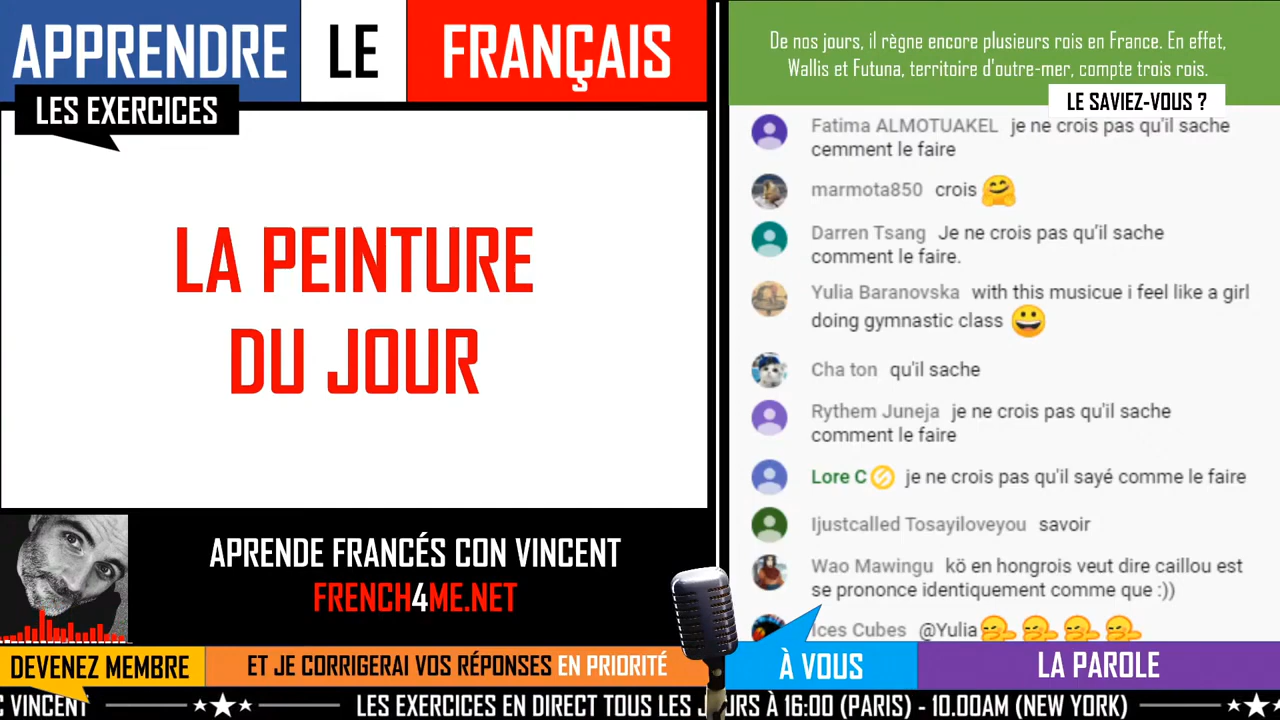 APPRENDRE LE FRANÇAIS
LES EXERCICES
LA PEINTURE
DU JOUR
APRENDE FRANCÉS CON VINCENT
FRENCH4ME.NET
DEVENEZ MEMBRE
ET JE CORRIGERAI VOS RÉPONSES EN PRIORITÉ
De nos jours, il règne encore plusieurs rois en France. En effet,
Wallis et Futuna, territoire d'outre-mer, compte trois rois.
LE SAVIEZ-VOUS ?
Fatima ALMOTUAKEL je ne crois pas qu'il sache
cemment le faire
marmota850 crois
Darren Tsang Je ne crois pas qu'il sache
comment le faire.
Yulia Baranovska with this musicue i feel like a girl
doing gymnastic class
Cha ton qu'il sache
Rythem Juneja je ne crois pas qu'il sache
comment le faire
Lore C je ne crois pas qu'il sayé comme le faire
Ijustcalled Tosayiloveyou savoir
Wao Mawingu kö en hongrois veut dire caillou est
se prononce identiquement comme que :))
Ices Cubes @Yulia
À VOUS
LA PAROLE
C VINCENT LES EXERCICES EN DIRECT TOUS LES JOURS À 16:00 (PARIS) - 10.00AM (NEW YORK)